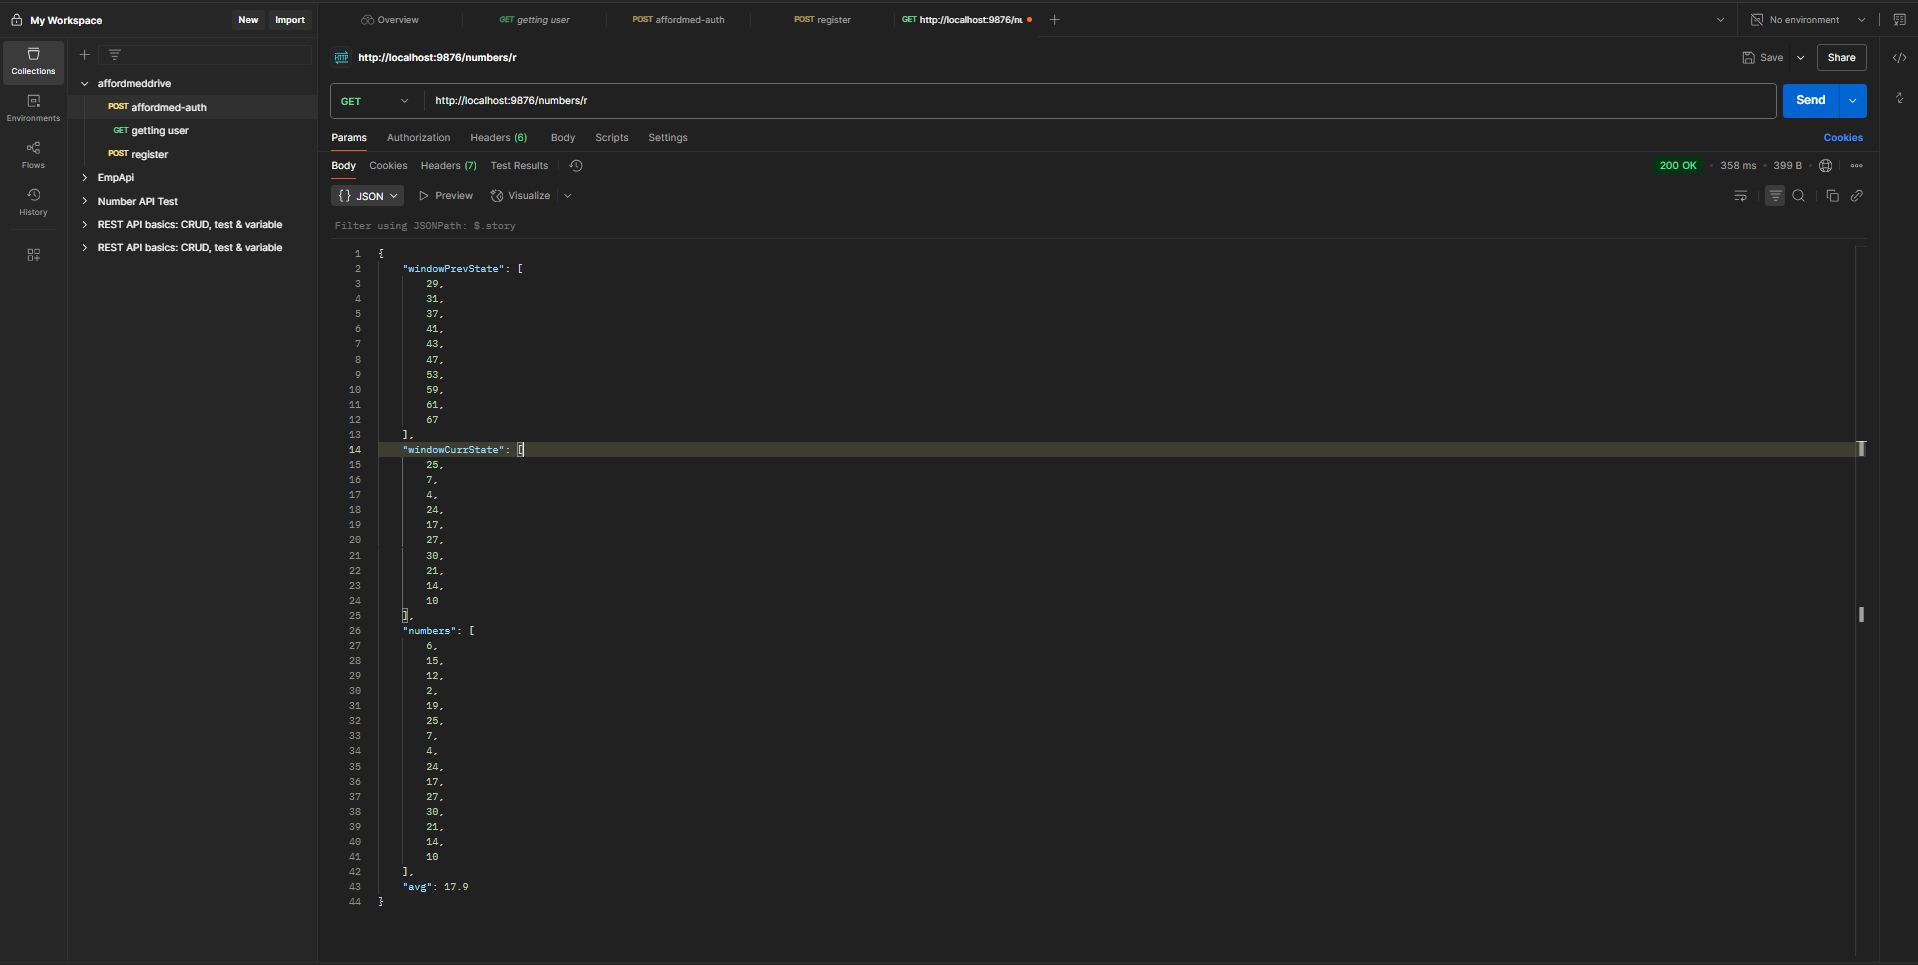 My Workspace
New
Import
Overview
GET getting user
POST affordmed-auth
POST register
GET http://localhost:9876/nu
No environment
Collections
Environments
Flows
History
affordmeddrive
POST affordmed-auth
GET getting user
POST register
EmpApi
Number API Test
REST API basics: CRUD, test & variable
REST API basics: CRUD, test & variable
HTTP http://localhost:9876/numbers/r
Save
Share
GET
http://localhost:9876/numbers/r
Send
Params Authorization Headers (6) Body Scripts Settings
Cookies
Body Cookies Headers (7) Test Results
200 OK • 358 ms • 399 B
{} JSON
Preview
Visualize
Filter using JSONPath: $.story
1 {
2 "windowPrevState": [
3 29,
4 31,
5 37,
6 41,
7 43,
8 47,
9 53,
10 59,
11 61,
12 67
13 ],
14 "windowCurrState": [
15 25,
16 7,
17 4,
18 24,
19 17,
20 27,
21 30,
22 21,
23 14,
24 10
25 ],
26 "numbers": [
27 6,
28 15,
29 12,
30 2,
31 19,
32 25,
33 7,
34 4,
35 24,
36 17,
37 27,
38 30,
39 21,
40 14,
41 10
42 ],
43 "avg": 17.9
44 }